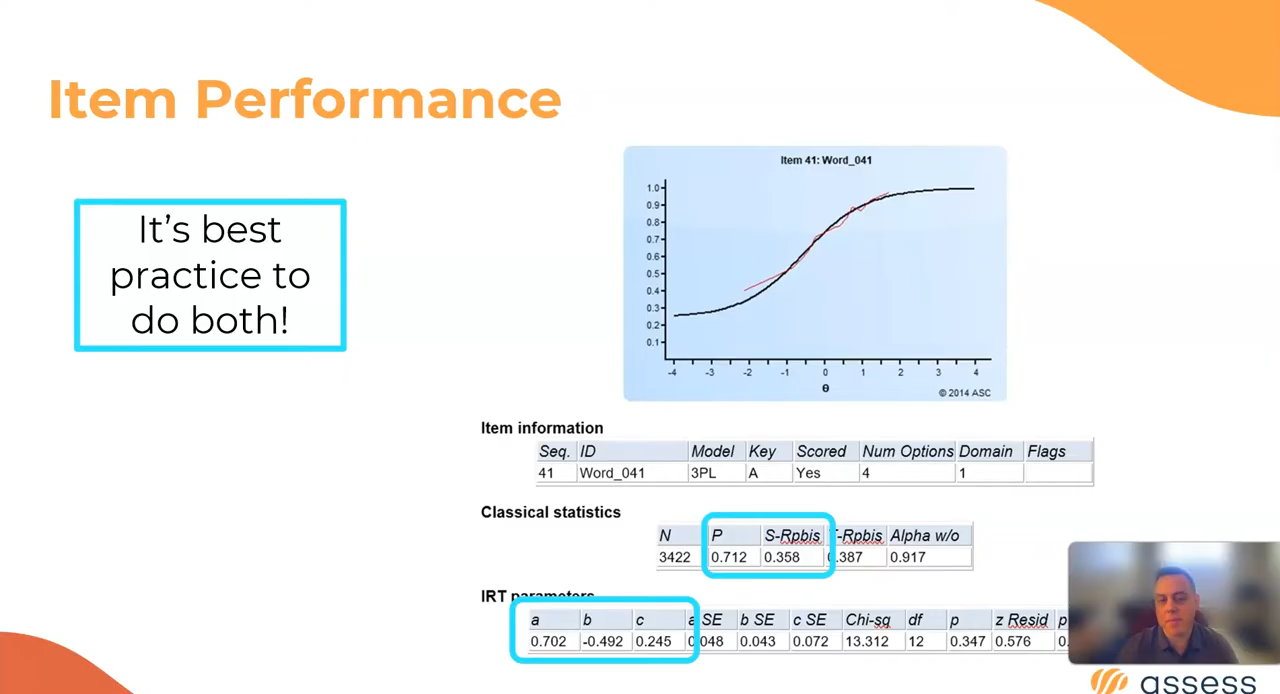 Item Performance
It's best
practice to
do both!
Item 41: Word_041
1.0
0.9
0.8
0.7
0.6
0.5
0.4
0.3
0.2
0.1
-4 -3 -2 -1 0 1 2 3 4
θ
© 2014 ASC
Item information
Seq. ID Model Key Scored Num Options Domain Flags
41 Word_041 3PL A Yes 4 1
Classical statistics
N P S-Rpbis T-Rpbis Alpha w/o
3422 0.712 0.358 0.387 0.917
IRT parameters
a b c a SE b SE c SE Chi-sq df p z Resid p
0.702 -0.492 0.245 0.048 0.043 0.072 13.312 12 0.347 0.576 0.
assess